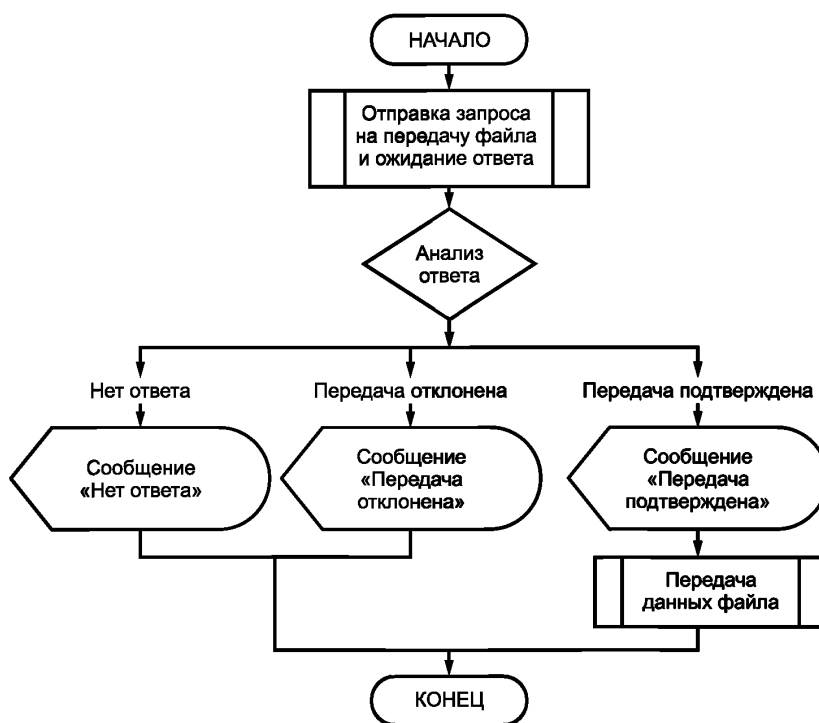 НАЧАЛО
Отправка запроса
на передачу файла
и ожидание ответа
Анализ
ответа
Нет ответа
Передача отклонена
Передача подтверждена
Сообщение
«Нет ответа»
Сообщение
«Передача
отклонена»
Сообщение
«Передача
подтверждена»
Передача
данных файла
КОНЕЦ